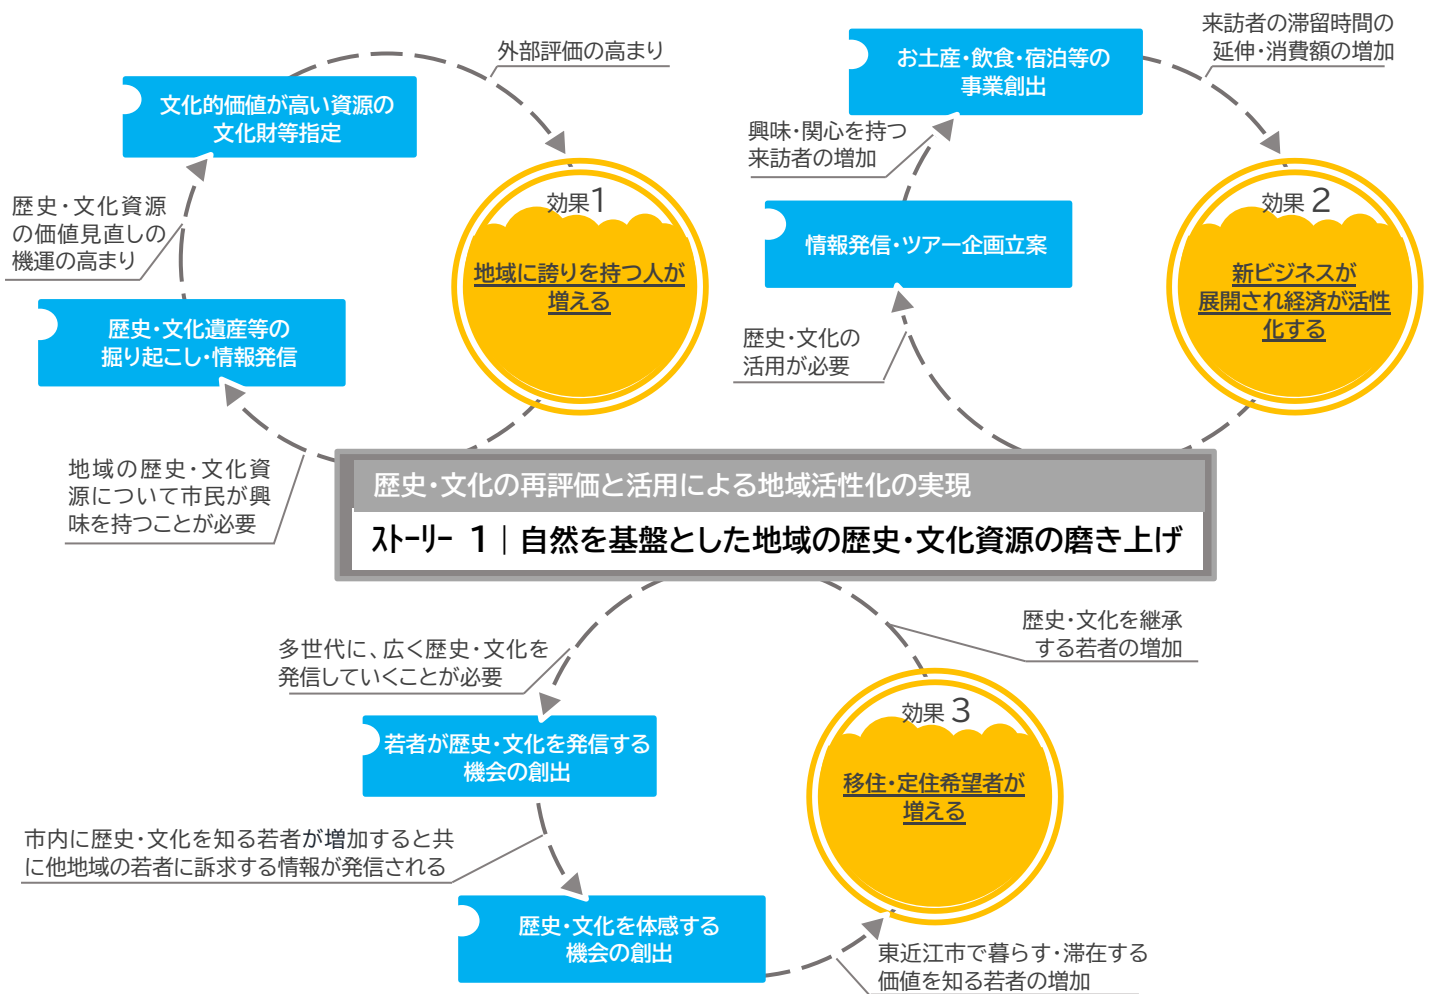 外部評価の高まり
文化的価値が高い資源の
文化財等指定
歴史・文化資源
の価値見直しの
機運の高まり
効果1
地域に誇りを持つ人が
増える
歴史・文化遺産等の
掘り起こし・情報発信
地域の歴史・文化資
源について市民が興
味を持つことが必要
来訪者の滞留時間の
延伸・消費額の増加
お土産・飲食・宿泊等の
事業創出
興味・関心を持つ
来訪者の増加
効果 2
新ビジネスが
展開され経済が活性
化する
情報発信・ツアー企画立案
歴史・文化の
活用が必要
歴史・文化の再評価と活用による地域活性化の実現
ｽﾄｰﾘｰ 1｜自然を基盤とした地域の歴史・文化資源の磨き上げ
多世代に、広く歴史・文化を
発信していくことが必要
歴史・文化を継承
する若者の増加
若者が歴史・文化を発信する
機会の創出
効果 3
移住・定住希望者が
増える
市内に歴史・文化を知る若者が増加すると共
に他地域の若者に訴求する情報が発信される
歴史・文化を体感する
機会の創出
東近江市で暮らす・滞在する
価値を知る若者の増加